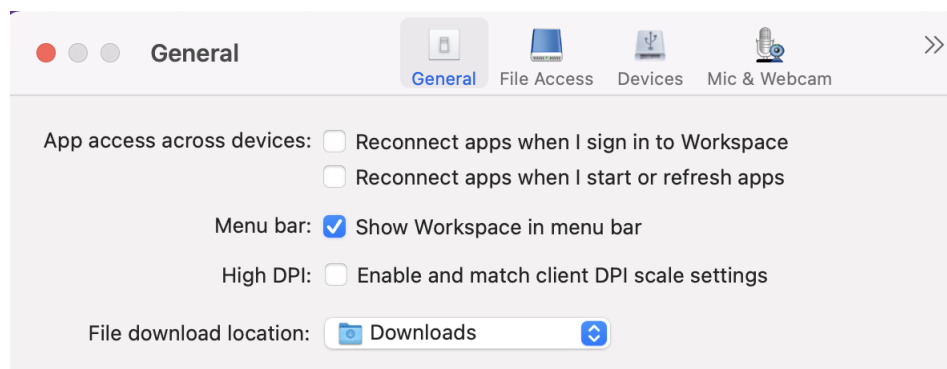 General
General
File Access
Devices
Mic & Webcam
App access across devices:
Reconnect apps when I sign in to Workspace
Reconnect apps when I start or refresh apps
Menu bar:
Show Workspace in menu bar
High DPI:
Enable and match client DPI scale settings
File download location:
Downloads